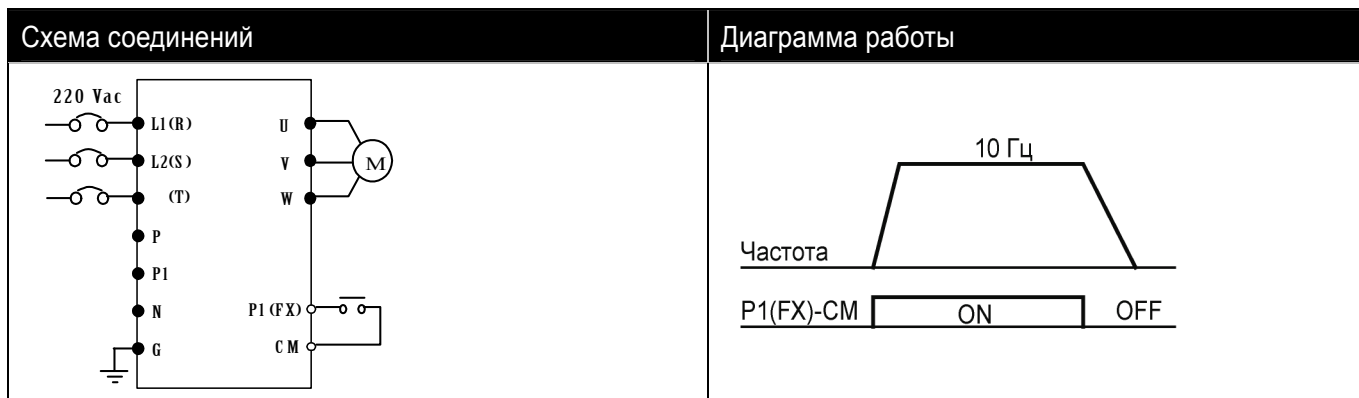 Схема соединений
Диаграмма работы
220 Vac
L1(R)
U
L2(S)
V
M
(T)
W
P
P1
N
P1(FX)
G
CM
10 Гц
Частота
P1(FX)-CM
ON
OFF